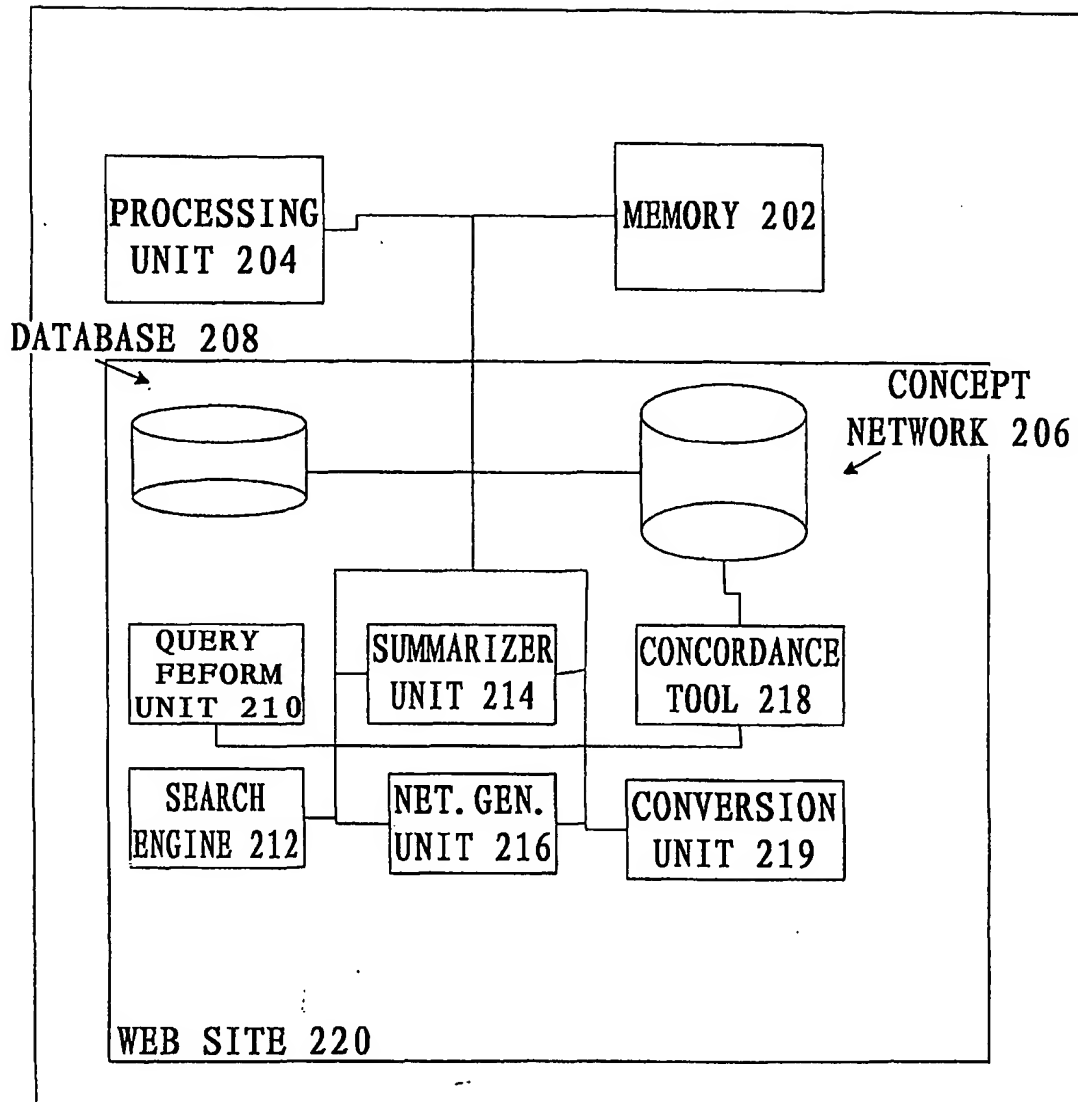 PROCESSING
UNIT 204
MEMORY 202
DATABASE 208
CONCEPT
NETWORK 206
QUERY
FEFORM
UNIT 210
SUMMARIZER
UNIT 214
CONCORDANCE
TOOL 218
SEARCH
ENGINE 212
NET. GEN.
UNIT 216
CONVERSION
UNIT 219
WEB SITE 220